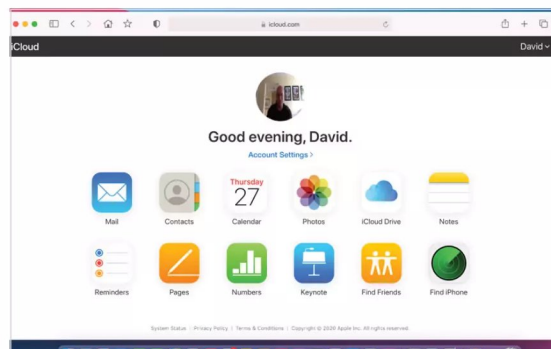 icloud.com
iCloud
David
Good evening, David.
Account Settings >
Thursday
27
Mail
Contacts
Calendar
Photos
iCloud Drive
Notes
Reminders
Pages
Numbers
Keynote
Find Friends
Find iPhone
System Status | Privacy Policy | Terms & Conditions | Copyright © 2020 Apple Inc. All rights reserved.